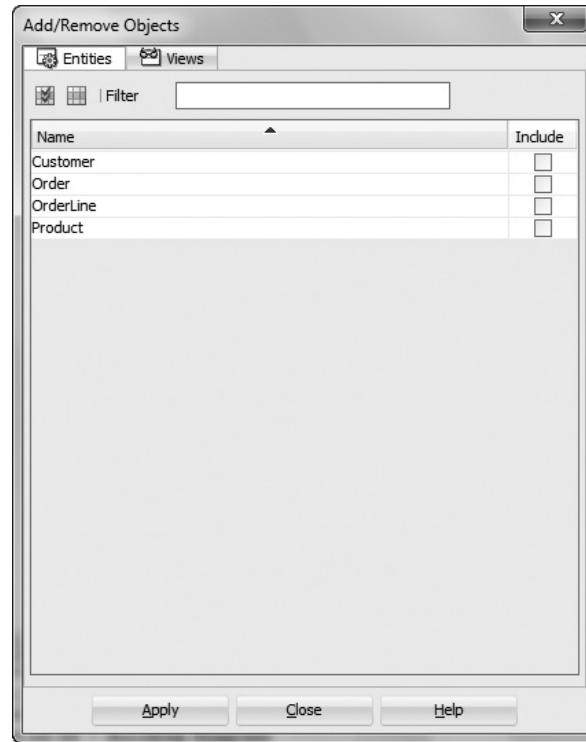 Add/Remove Objects
Entities Views
| Filter
Name Include
Customer
Order
OrderLine
Product
Apply Close Help